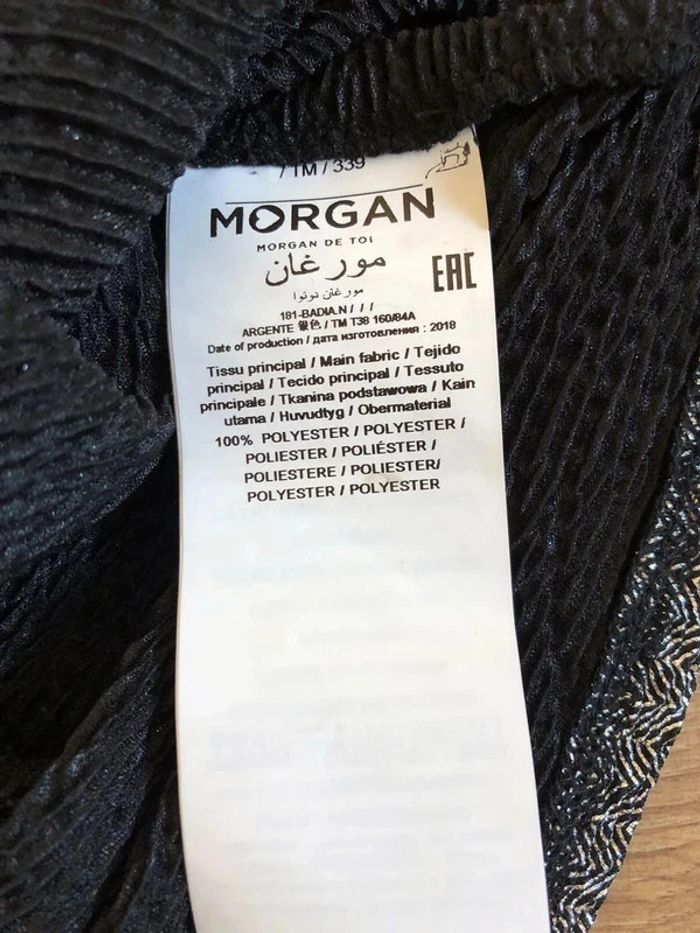 / TM / 339
MORGAN
MORGAN DE TOI
مورغان
EAC
مورغان دوتوا
181-BADIA.N / / /
ARGENTE 银色 / TM T38 160/84A
Date of production / дата изготовления : 2018
Tissu principal / Main fabric / Tejido
principal / Tecido principal / Tessuto
principale / Tkanina podstawowa / Kain
utama / Huvudtyg / Obermaterial
100% POLYESTER / POLYESTER /
POLIESTER / POLIÉSTER /
POLIESTERE / POLIESTER/
POLYESTER / POLYESTER